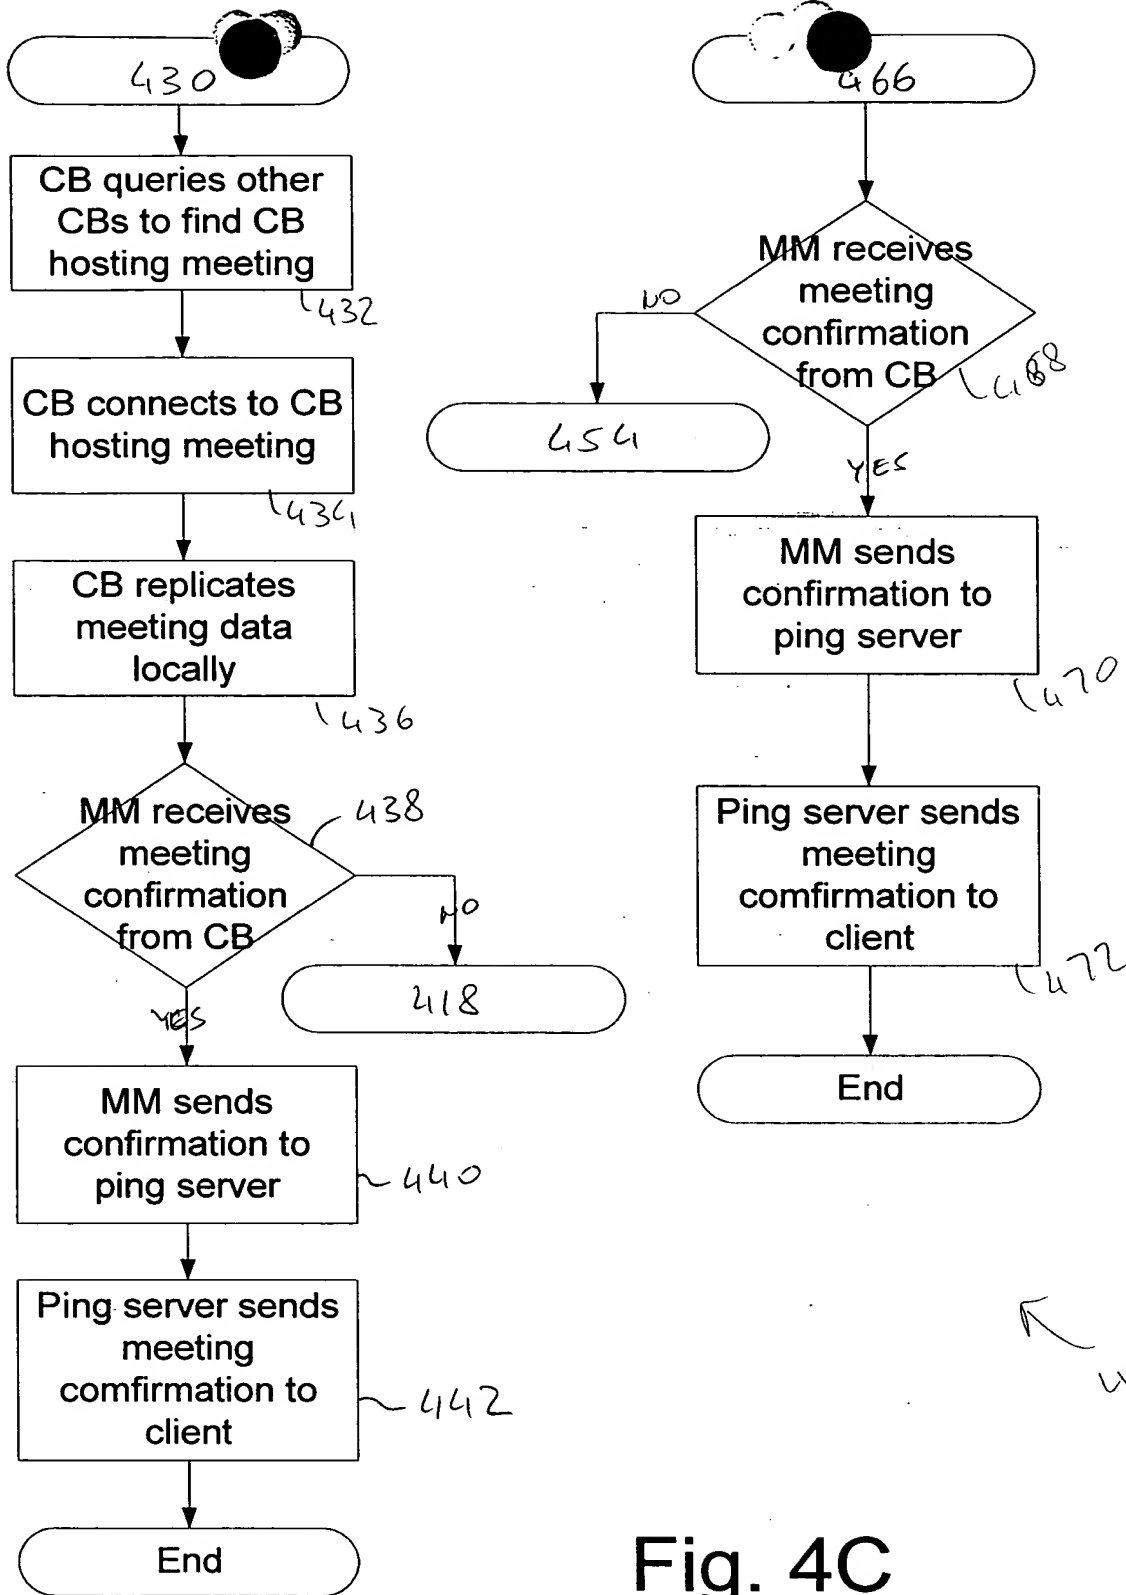 430
CB queries other
CBs to find CB
hosting meeting
432
CB connects to CB
hosting meeting
434
CB replicates
meeting data
locally
436
MM receives
meeting
confirmation
from CB
438
NO
418
YES
MM sends
confirmation to
ping server
440
Ping server sends
meeting
comfirmation to
client
442
End
466
MM receives
meeting
confirmation
from CB
468
NO
454
YES
MM sends
confirmation to
ping server
470
Ping server sends
meeting
comfirmation to
client
472
End
Fig. 4C